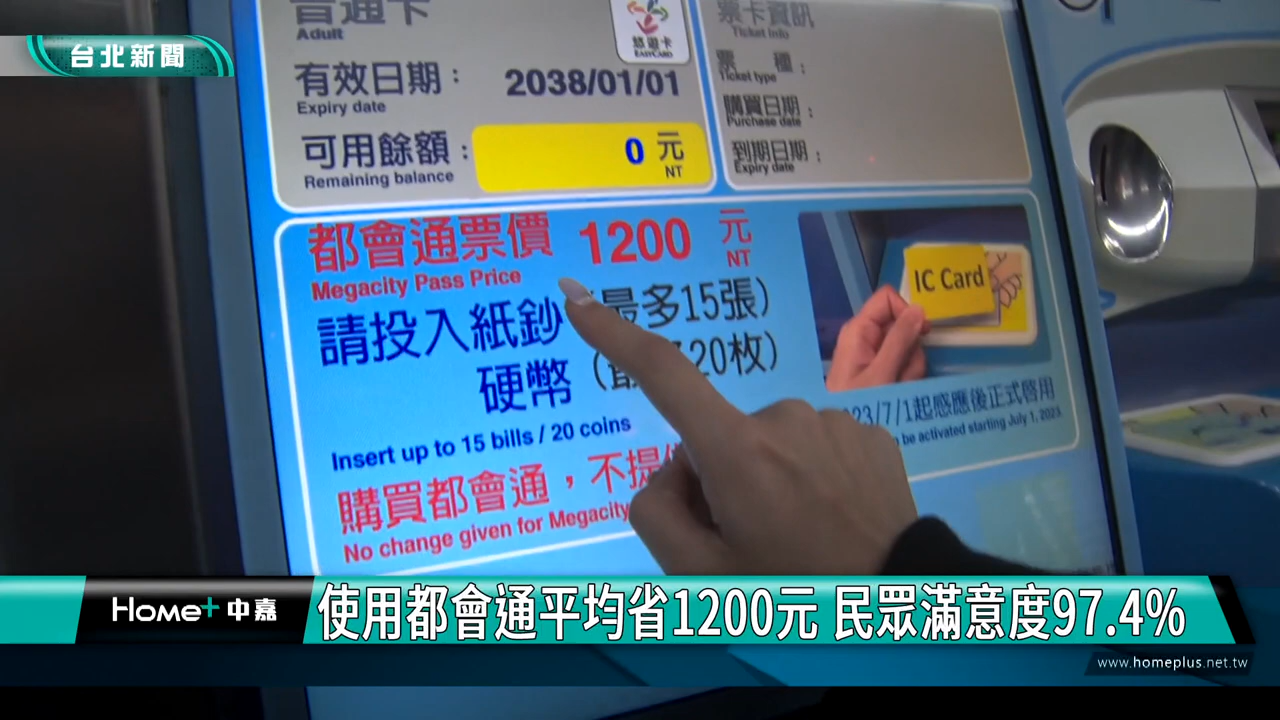 台北新聞
普通卡
Adult
悠遊卡
EASYCARD
有效日期：
2038/01/01
Expiry date
可用餘額：
0 元
NT
Remaining balance
票卡資訊
Ticket info
票 種：
Ticket type
購買日期：
Purchase date
到期日期：
Expiry date
都會通票價 1200 元
NT
Megacity Pass Price
請投入紙鈔 最多15張）
硬幣 （ 20枚）
Insert up to 15 bills / 20 coins
購買都會通，不提
No change given for Megacity
IC Card
23/7/1起感應後正式啓用
be activated starting July 1, 2023
Home+中嘉
使用都會通平均省1200元 民眾滿意度97.4%
www.homeplus.net.tw